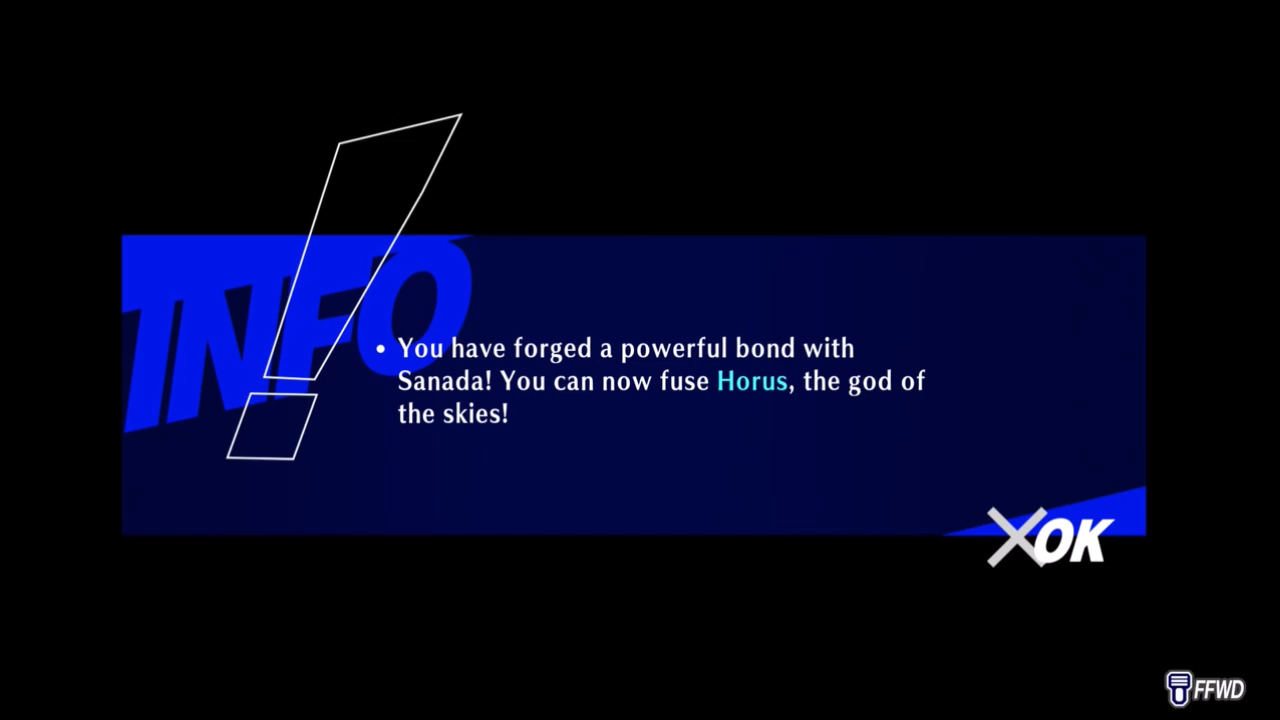 INFO
• You have forged a powerful bond with
Sanada! You can now fuse Horus, the god of
the skies!
OK
FFWD